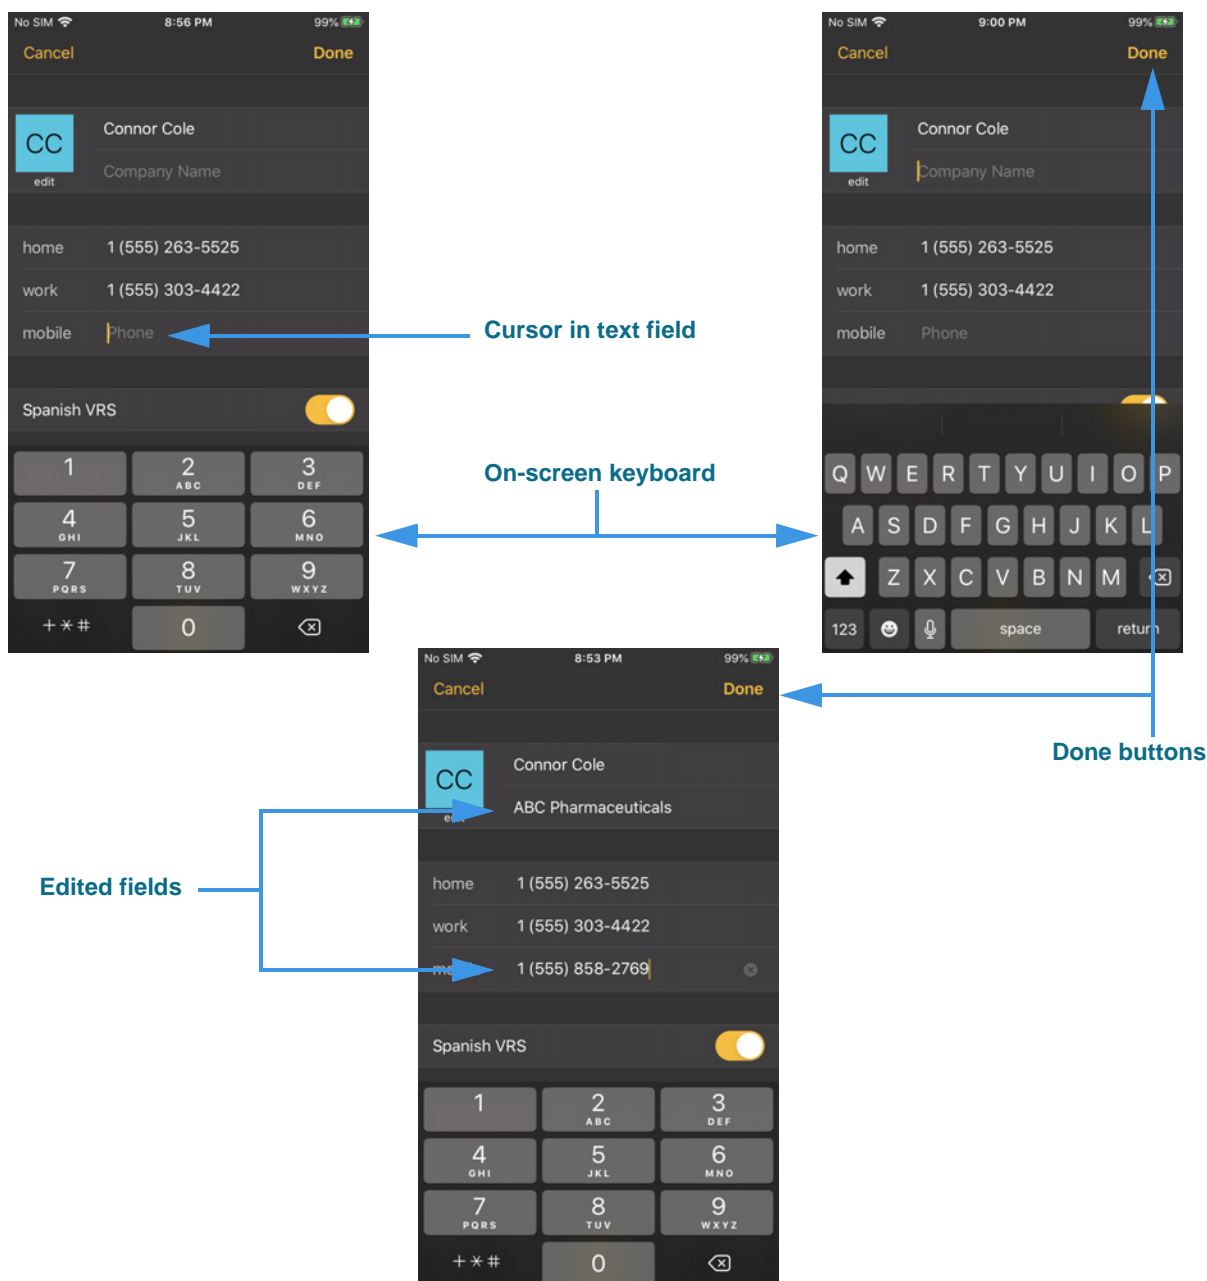 No SIM 8:56 PM 99%
Cancel Done
CC
Connor Cole
Company Name
edit
home 1 (555) 263-5525
work 1 (555) 303-4422
mobile Phone
Spanish VRS
1 2 3
ABC DEF
4 5 6
GHI JKL MNO
7 8 9
PQRS TUV WXYZ
+*# 0
Cursor in text field
On-screen keyboard
No SIM 9:00 PM 99%
Cancel Done
CC
Connor Cole
Company Name
edit
home 1 (555) 263-5525
work 1 (555) 303-4422
mobile Phone
Q W E R T Y U I O P
A S D F G H J K L
Z X C V B N M
123 space return
Done buttons
No SIM 8:53 PM 99%
Cancel Done
CC
Connor Cole
ABC Pharmaceuticals
Edited fields
home 1 (555) 263-5525
work 1 (555) 303-4422
1 (555) 858-2769
Spanish VRS
1 2 3
ABC DEF
4 5 6
GHI JKL MNO
7 8 9
PQRS TUV WXYZ
+*# 0